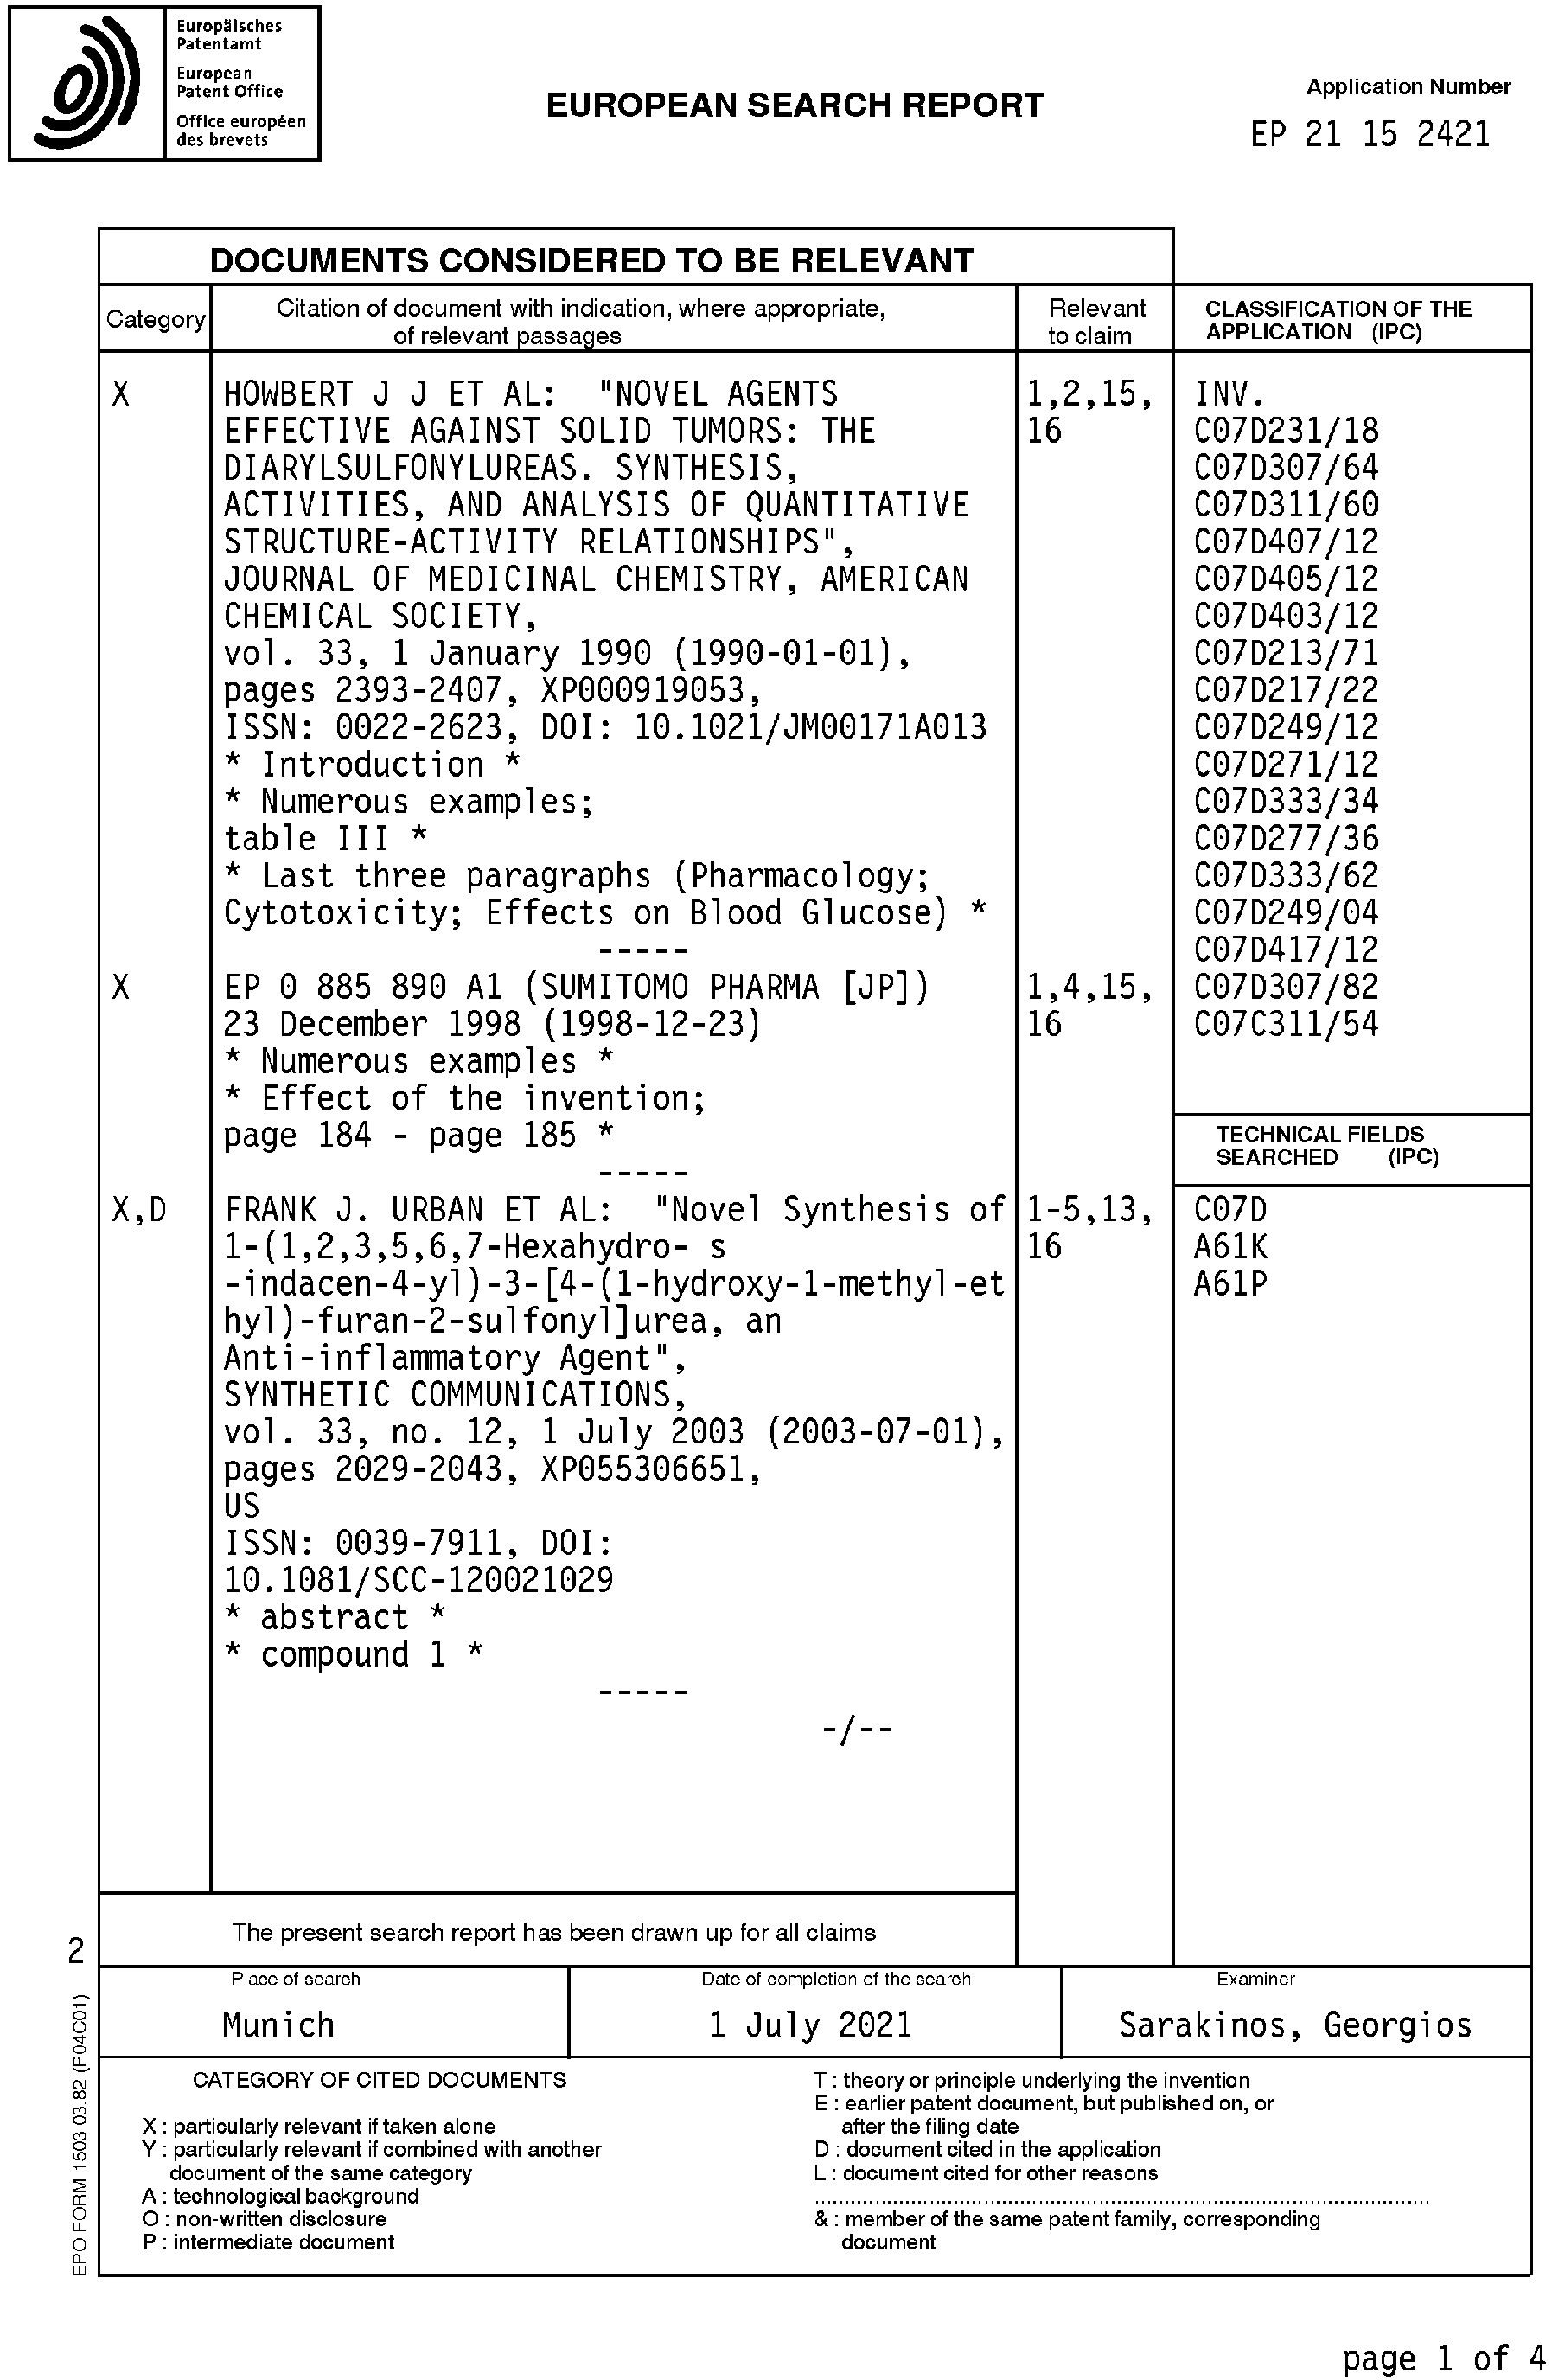 Europäisches
Patentamt
European
Patent Office
Office européen
des brevets
EUROPEAN SEARCH REPORT
Application Number
EP 21 15 2421
DOCUMENTS CONSIDERED TO BE RELEVANT
Category
Citation of document with indication, where appropriate,
of relevant passages
Relevant
to claim
CLASSIFICATION OF THE
APPLICATION (IPC)
X
HOWBERT J J ET AL: "NOVEL AGENTS
EFFECTIVE AGAINST SOLID TUMORS: THE
DIARYLSULFONYLUREAS. SYNTHESIS,
ACTIVITIES, AND ANALYSIS OF QUANTITATIVE
STRUCTURE-ACTIVITY RELATIONSHIPS",
JOURNAL OF MEDICINAL CHEMISTRY, AMERICAN
CHEMICAL SOCIETY,
vol. 33, 1 January 1990 (1990-01-01),
pages 2393-2407, XP000919053,
ISSN: 0022-2623, DOI: 10.1021/JM00171A013
* Introduction *
* Numerous examples;
table III *
* Last three paragraphs (Pharmacology;
Cytotoxicity; Effects on Blood Glucose) *
-----
1,2,15,
16
X
EP 0 885 890 A1 (SUMITOMO PHARMA [JP])
23 December 1998 (1998-12-23)
* Numerous examples *
* Effect of the invention;
page 184 - page 185 *
-----
1,4,15,
16
X,D
FRANK J. URBAN ET AL: "Novel Synthesis of
1-(1,2,3,5,6,7-Hexahydro- s
-indacen-4-yl)-3-[4-(1-hydroxy-1-methyl-et
hyl)-furan-2-sulfonyl]urea, an
Anti-inflammatory Agent",
SYNTHETIC COMMUNICATIONS,
vol. 33, no. 12, 1 July 2003 (2003-07-01),
pages 2029-2043, XP055306651,
US
ISSN: 0039-7911, DOI:
10.1081/SCC-120021029
* abstract *
* compound 1 *
-----
-/--
1-5,13,
16
INV.
C07D231/18
C07D307/64
C07D311/60
C07D407/12
C07D405/12
C07D403/12
C07D213/71
C07D217/22
C07D249/12
C07D271/12
C07D333/34
C07D277/36
C07D333/62
C07D249/04
C07D417/12
C07D307/82
C07C311/54
TECHNICAL FIELDS
SEARCHED (IPC)
C07D
A61K
A61P
The present search report has been drawn up for all claims
2
Place of search
Munich
Date of completion of the search
1 July 2021
Examiner
Sarakinos, Georgios
CATEGORY OF CITED DOCUMENTS
X : particularly relevant if taken alone
Y : particularly relevant if combined with another
document of the same category
A : technological background
O : non-written disclosure
P : intermediate document
T : theory or principle underlying the invention
E : earlier patent document, but published on, or
after the filing date
D : document cited in the application
L : document cited for other reasons
& : member of the same patent family, corresponding
document
EPO FORM 1503 03.82 (P04C01)
page 1 of 4